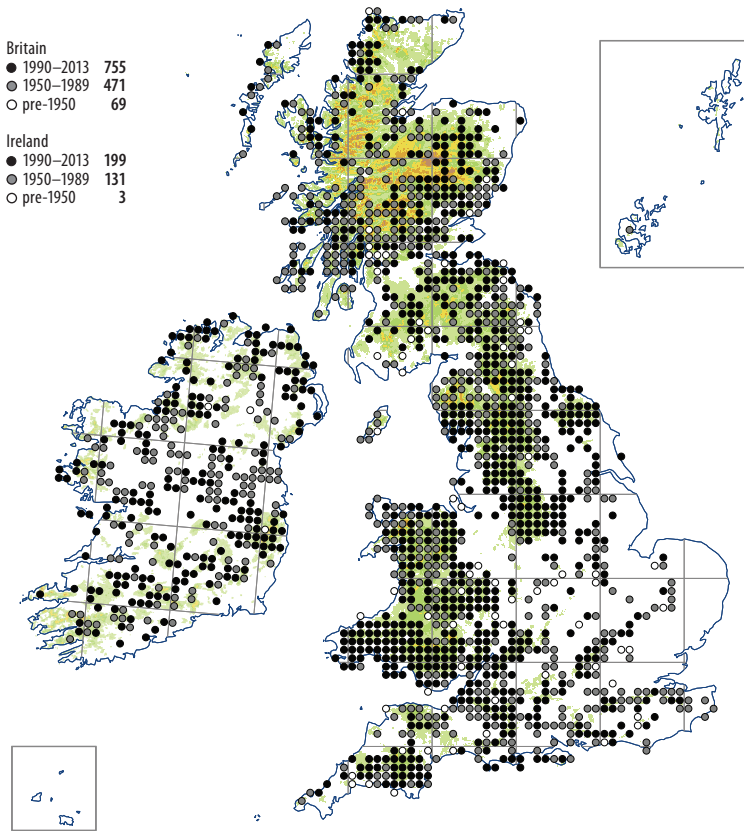 Britain
● 1990–2013 755
● 1950–1989 471
○ pre-1950 69
Ireland
● 1990–2013 199
● 1950–1989 131
○ pre-1950 3